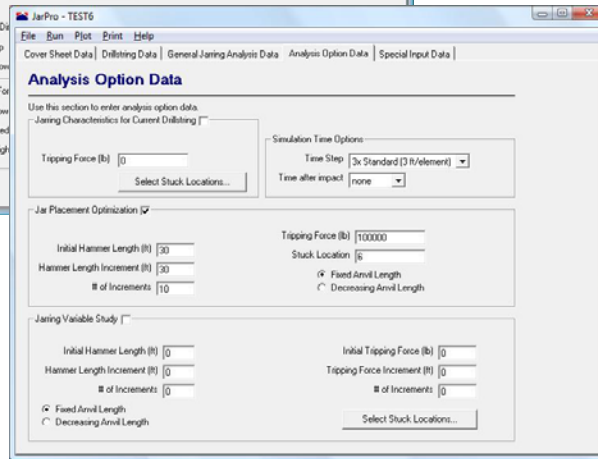 JarPro - TEST6
File Run Plot Print Help
Cover Sheet Data Drillstring Data General Jarring Analysis Data Analysis Option Data Special Input Data
Analysis Option Data
Use this section to enter analysis option data.
Jarring Characteristics for Current Drillstring
Tripping Force (lb) 0
Select Stuck Locations...
Simulation Time Options
Time Step 3x Standard (3 ft/element)
Time after impact none
Jar Placement Optimization
Initial Hammer Length (ft) 30
Hammer Length Increment (ft) 30
# of Increments 10
Tripping Force (lb) 100000
Stuck Location 6
Fixed Anvil Length
Decreasing Anvil Length
Jarring Variable Study
Initial Hammer Length (ft) 0
Hammer Length Increment (ft) 0
# of Increments 0
Fixed Anvil Length
Decreasing Anvil Length
Initial Tripping Force (lb) 0
Tripping Force Increment (ft) 0
# of Increments 0
Select Stuck Locations...